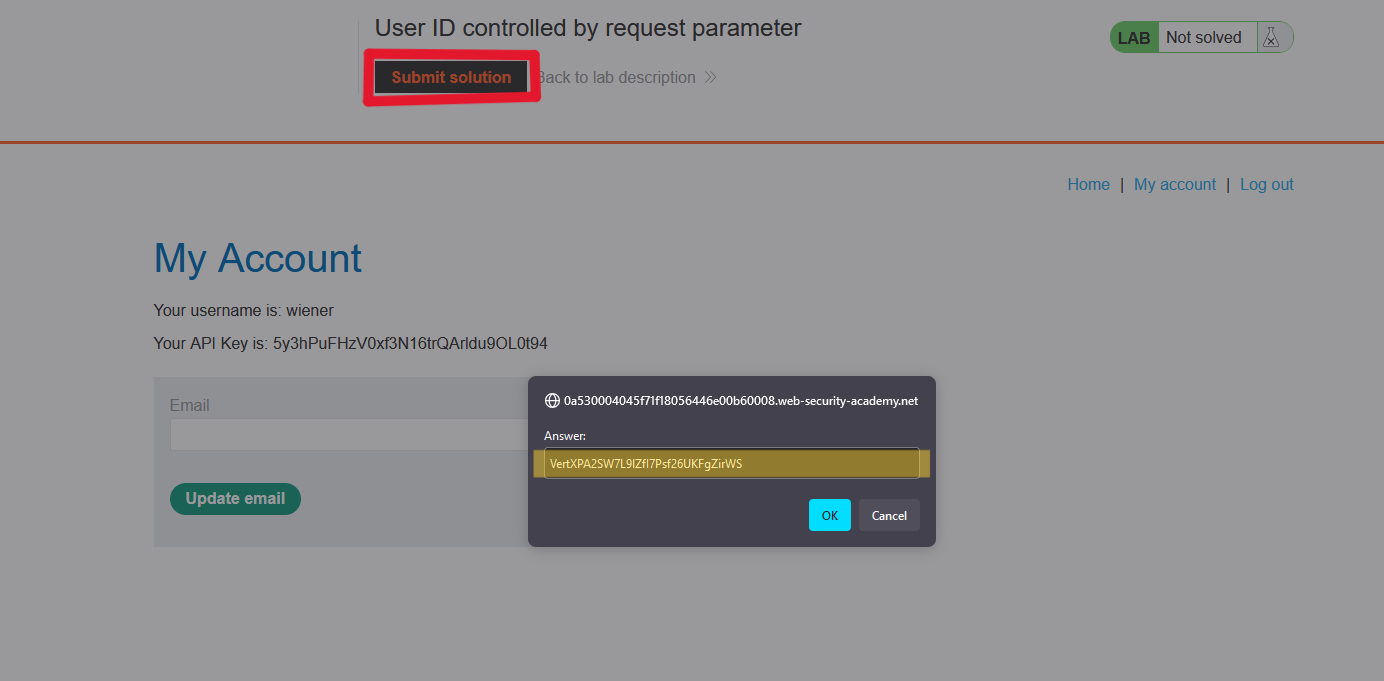 User ID controlled by request parameter
LAB Not solved
Submit solution
Back to lab description
Home | My account | Log out
My Account
Your username is: wiener
Your API Key is: 5y3hPuFHzV0xf3N16trQArldu9OL0t94
0a530004045f71f18056446e00b60008.web-security-academy.net
Email
Answer:
VertXPA2SW7L9lZfl7Psf26UKFgZirWS
Update email
OK Cancel